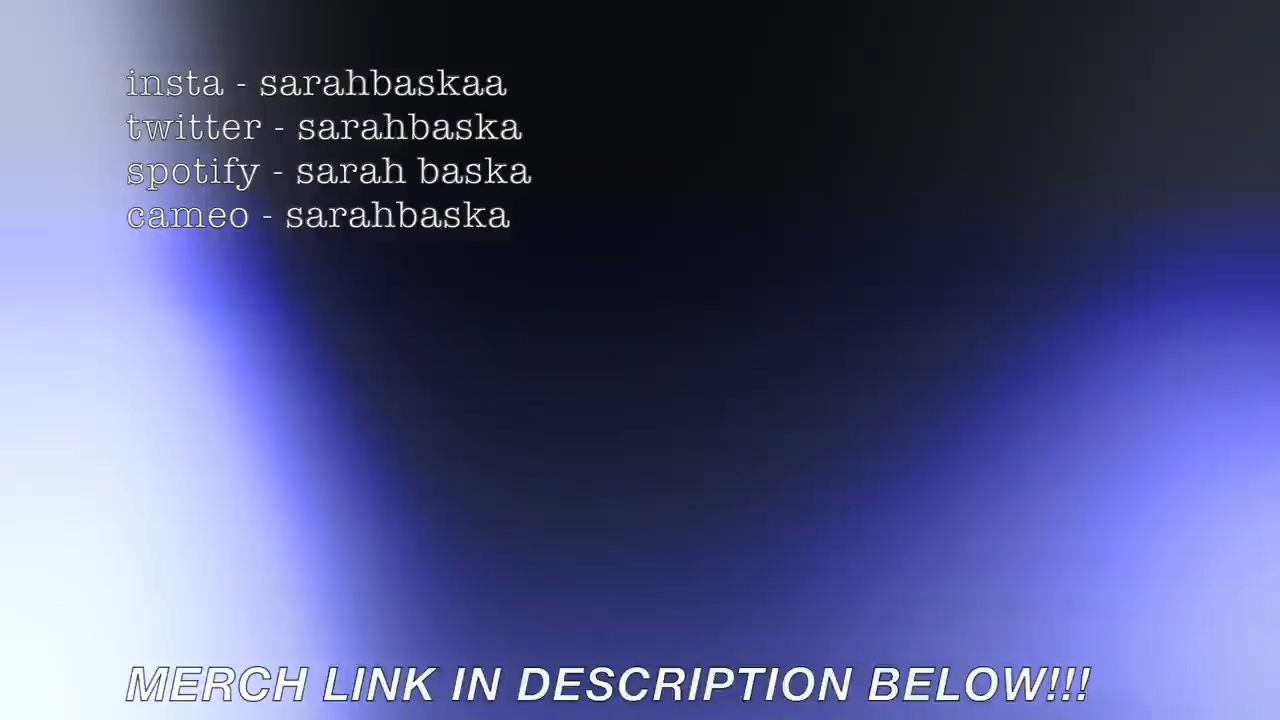 insta - sarahbaskaa
twitter - sarahbaska
spotify - sarah baska
cameo - sarahbaska
MERCH LINK IN DESCRIPTION BELOW!!!